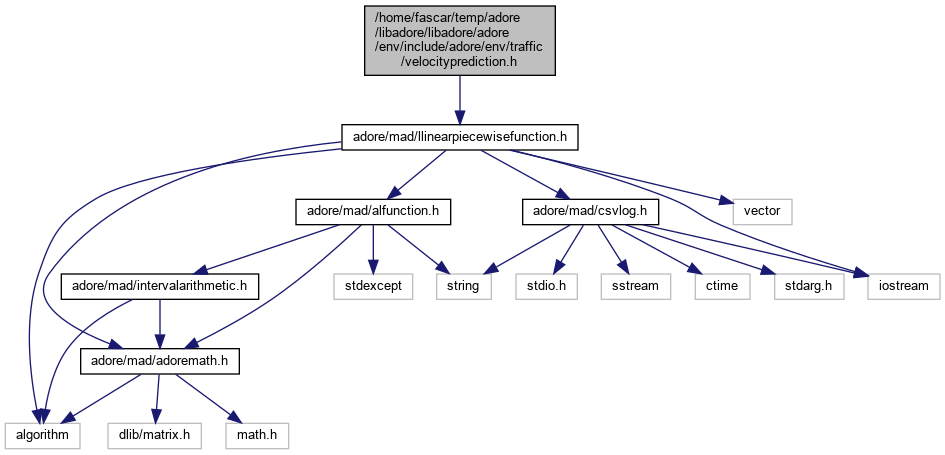 /home/fascar/temp/adore
/libadore/libadore/adore
/env/include/adore/env/traffic
/velocityprediction.h
adore/mad/llinearpiecewisefunction.h
adore/mad/alfunction.h
adore/mad/csvlog.h
vector
adore/mad/intervalarithmetic.h
stdexcept
string
stdio.h
sstream
ctime
stdarg.h
iostream
adore/mad/adoremath.h
algorithm
dlib/matrix.h
math.h